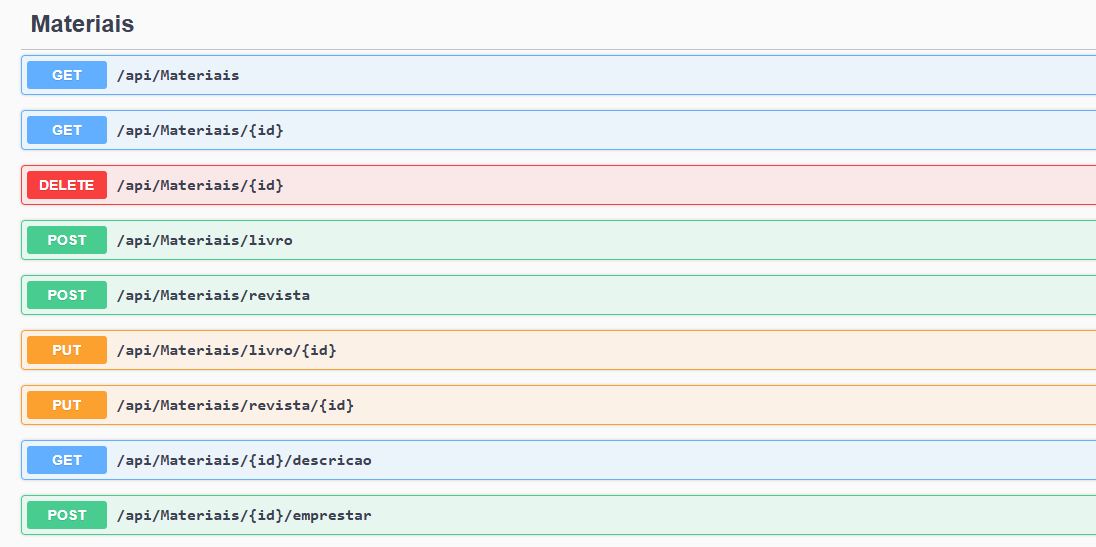 Materiais
GET /api/Materiais
GET /api/Materiais/{id}
DELETE /api/Materiais/{id}
POST /api/Materiais/livro
POST /api/Materiais/revista
PUT /api/Materiais/livro/{id}
PUT /api/Materiais/revista/{id}
GET /api/Materiais/{id}/descricao
POST /api/Materiais/{id}/emprestar